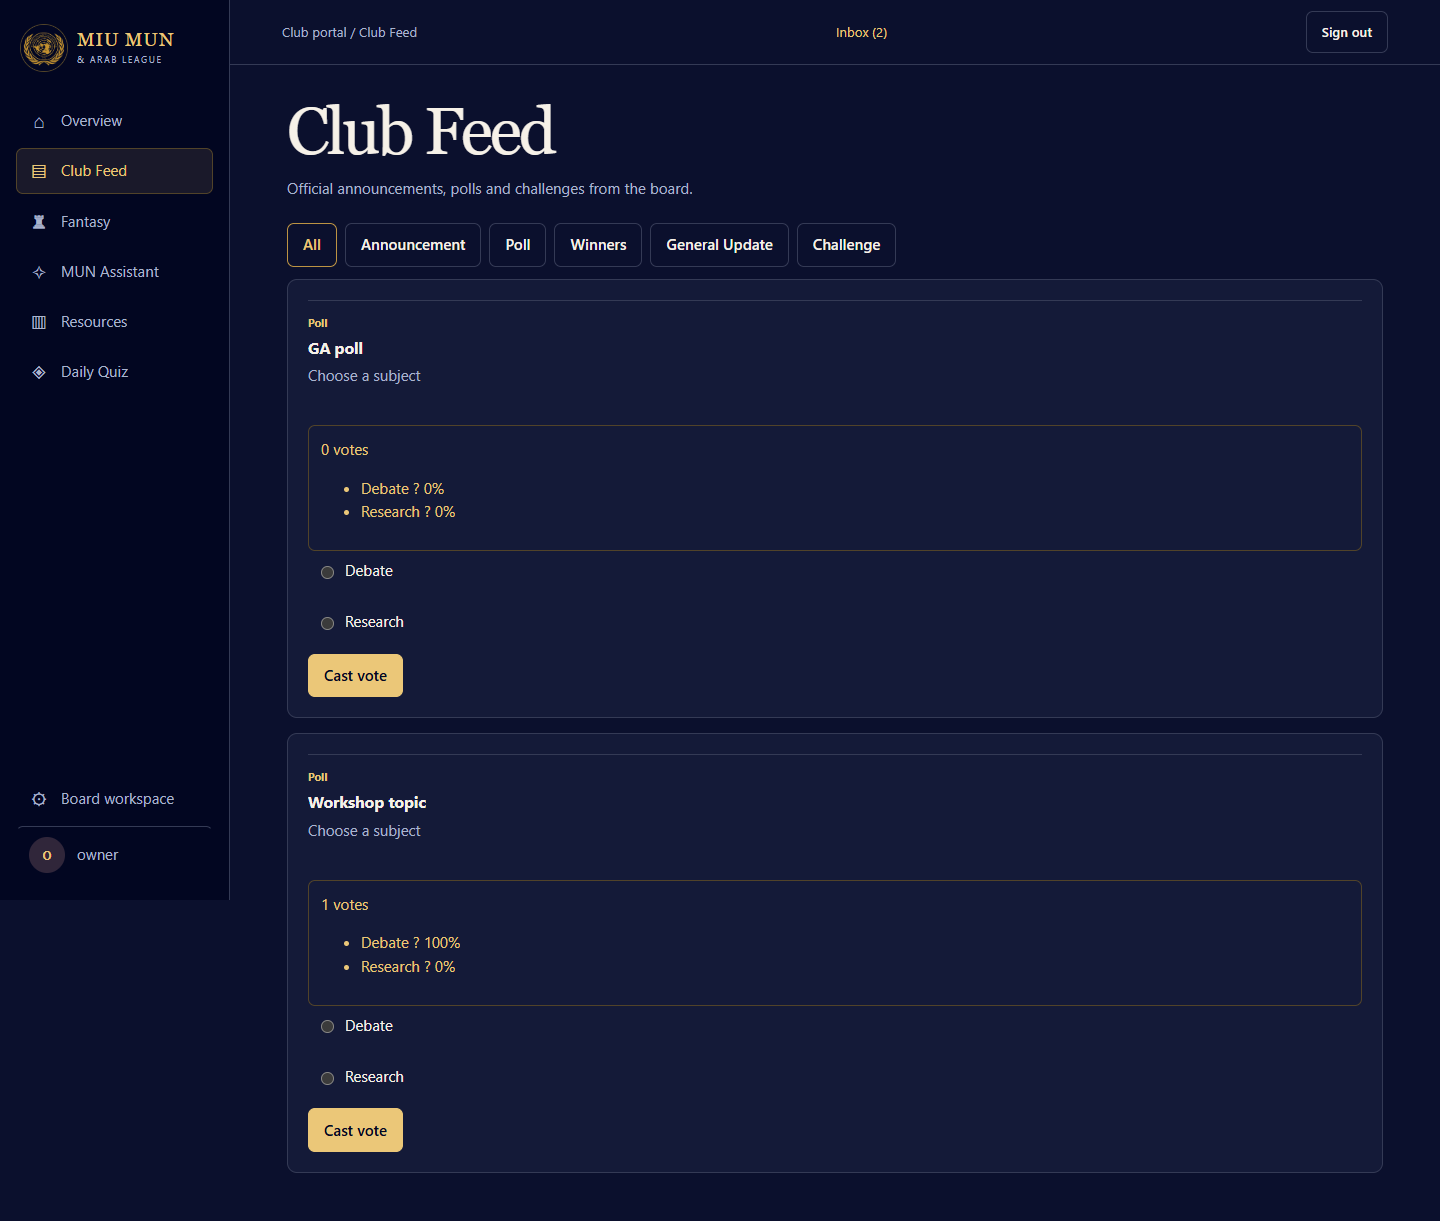 MIU MUN
& ARAB LEAGUE
Club portal / Club Feed
Inbox (2)
Sign out
Overview
Club Feed
Fantasy
MUN Assistant
Resources
Daily Quiz
Board workspace
O
owner
Club Feed
Official announcements, polls and challenges from the board.
All
Announcement
Poll
Winners
General Update
Challenge
Poll
GA poll
Choose a subject
0 votes
Debate ? 0%
Research ? 0%
Debate
Research
Cast vote
Poll
Workshop topic
Choose a subject
1 votes
Debate ? 100%
Research ? 0%
Debate
Research
Cast vote